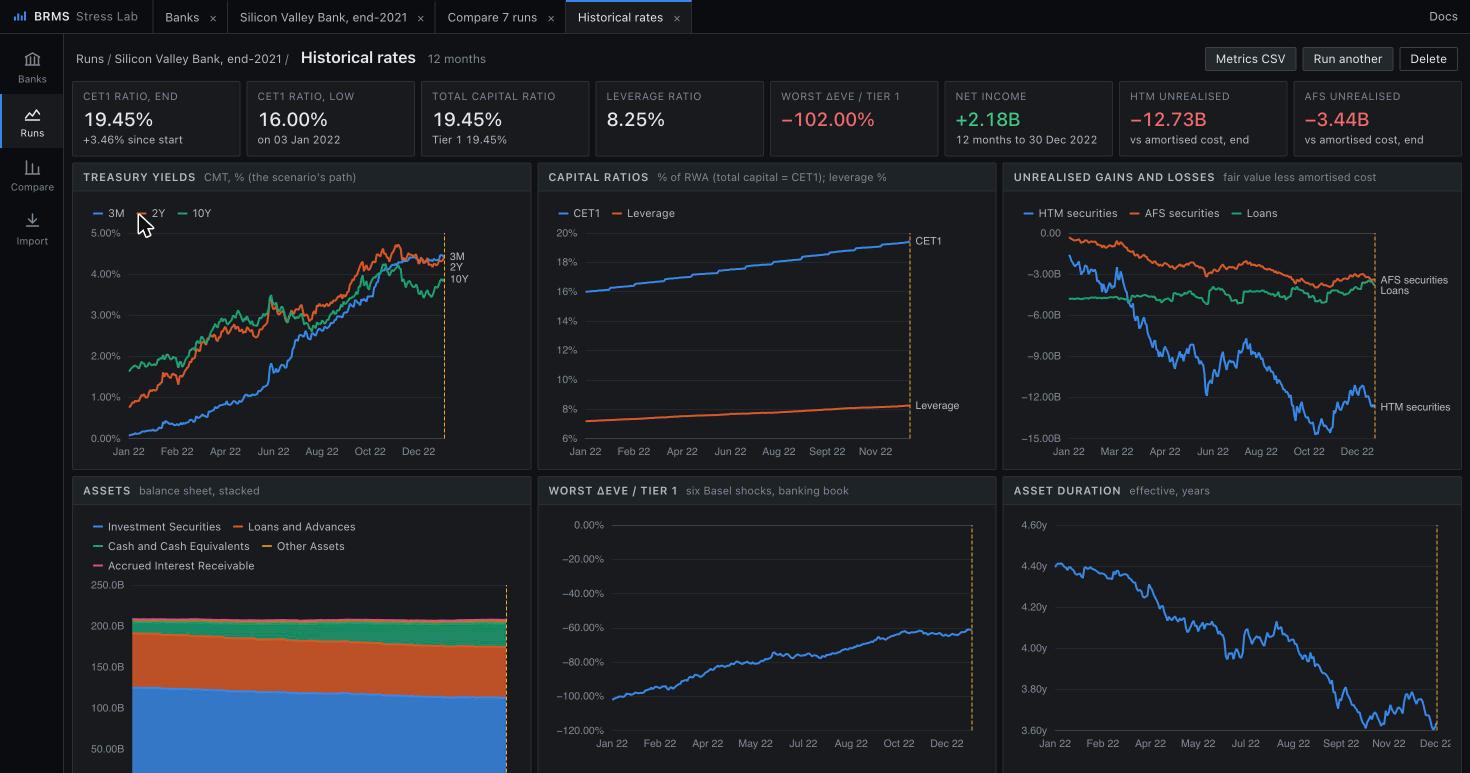 BRMS Stress Lab
Banks ×
Silicon Valley Bank, end-2021 ×
Compare 7 runs ×
Historical rates ×
Docs
Banks
Runs
Compare
Import
Runs / Silicon Valley Bank, end-2021 / Historical rates 12 months
Metrics CSV
Run another
Delete
CET1 RATIO, END
19.45%
+3.46% since start
CET1 RATIO, LOW
16.00%
on 03 Jan 2022
TOTAL CAPITAL RATIO
19.45%
Tier 1 19.45%
LEVERAGE RATIO
8.25%
WORST ΔEVE / TIER 1
−102.00%
NET INCOME
+2.18B
12 months to 30 Dec 2022
HTM UNREALISED
−12.73B
vs amortised cost, end
AFS UNREALISED
−3.44B
vs amortised cost, end
TREASURY YIELDS CMT, % (the scenario's path)
3M 2Y 10Y
5.00%
4.00%
3.00%
2.00%
1.00%
0.00%
3M
2Y
10Y
Jan 22 Feb 22 Apr 22 Jun 22 Aug 22 Oct 22 Dec 22
CAPITAL RATIOS % of RWA (total capital = CET1); leverage %
CET1 Leverage
20%
18%
16%
14%
12%
10%
8%
6%
CET1
Leverage
Jan 22 Feb 22 Apr 22 Jun 22 Aug 22 Sept 22 Nov 22
UNREALISED GAINS AND LOSSES fair value less amortised cost
HTM securities AFS securities Loans
0.00
−3.00B
−6.00B
−9.00B
−12.00B
−15.00B
AFS securities
Loans
HTM securities
Jan 22 Mar 22 Apr 22 Jun 22 Aug 22 Oct 22 Dec 22
ASSETS balance sheet, stacked
Investment Securities Loans and Advances
Cash and Cash Equivalents Other Assets
Accrued Interest Receivable
250.0B
200.0B
150.0B
100.0B
50.00B
WORST ΔEVE / TIER 1 six Basel shocks, banking book
0.00%
−20.00%
−40.00%
−60.00%
−80.00%
−100.00%
−120.00%
Jan 22 Feb 22 Apr 22 May 22 Jul 22 Aug 22 Oct 22 Dec 22
ASSET DURATION effective, years
4.60y
4.40y
4.20y
4.00y
3.80y
3.60y
Jan 22 Feb 22 Apr 22 May 22 Jul 22 Aug 22 Sept 22 Nov 22 Dec 22